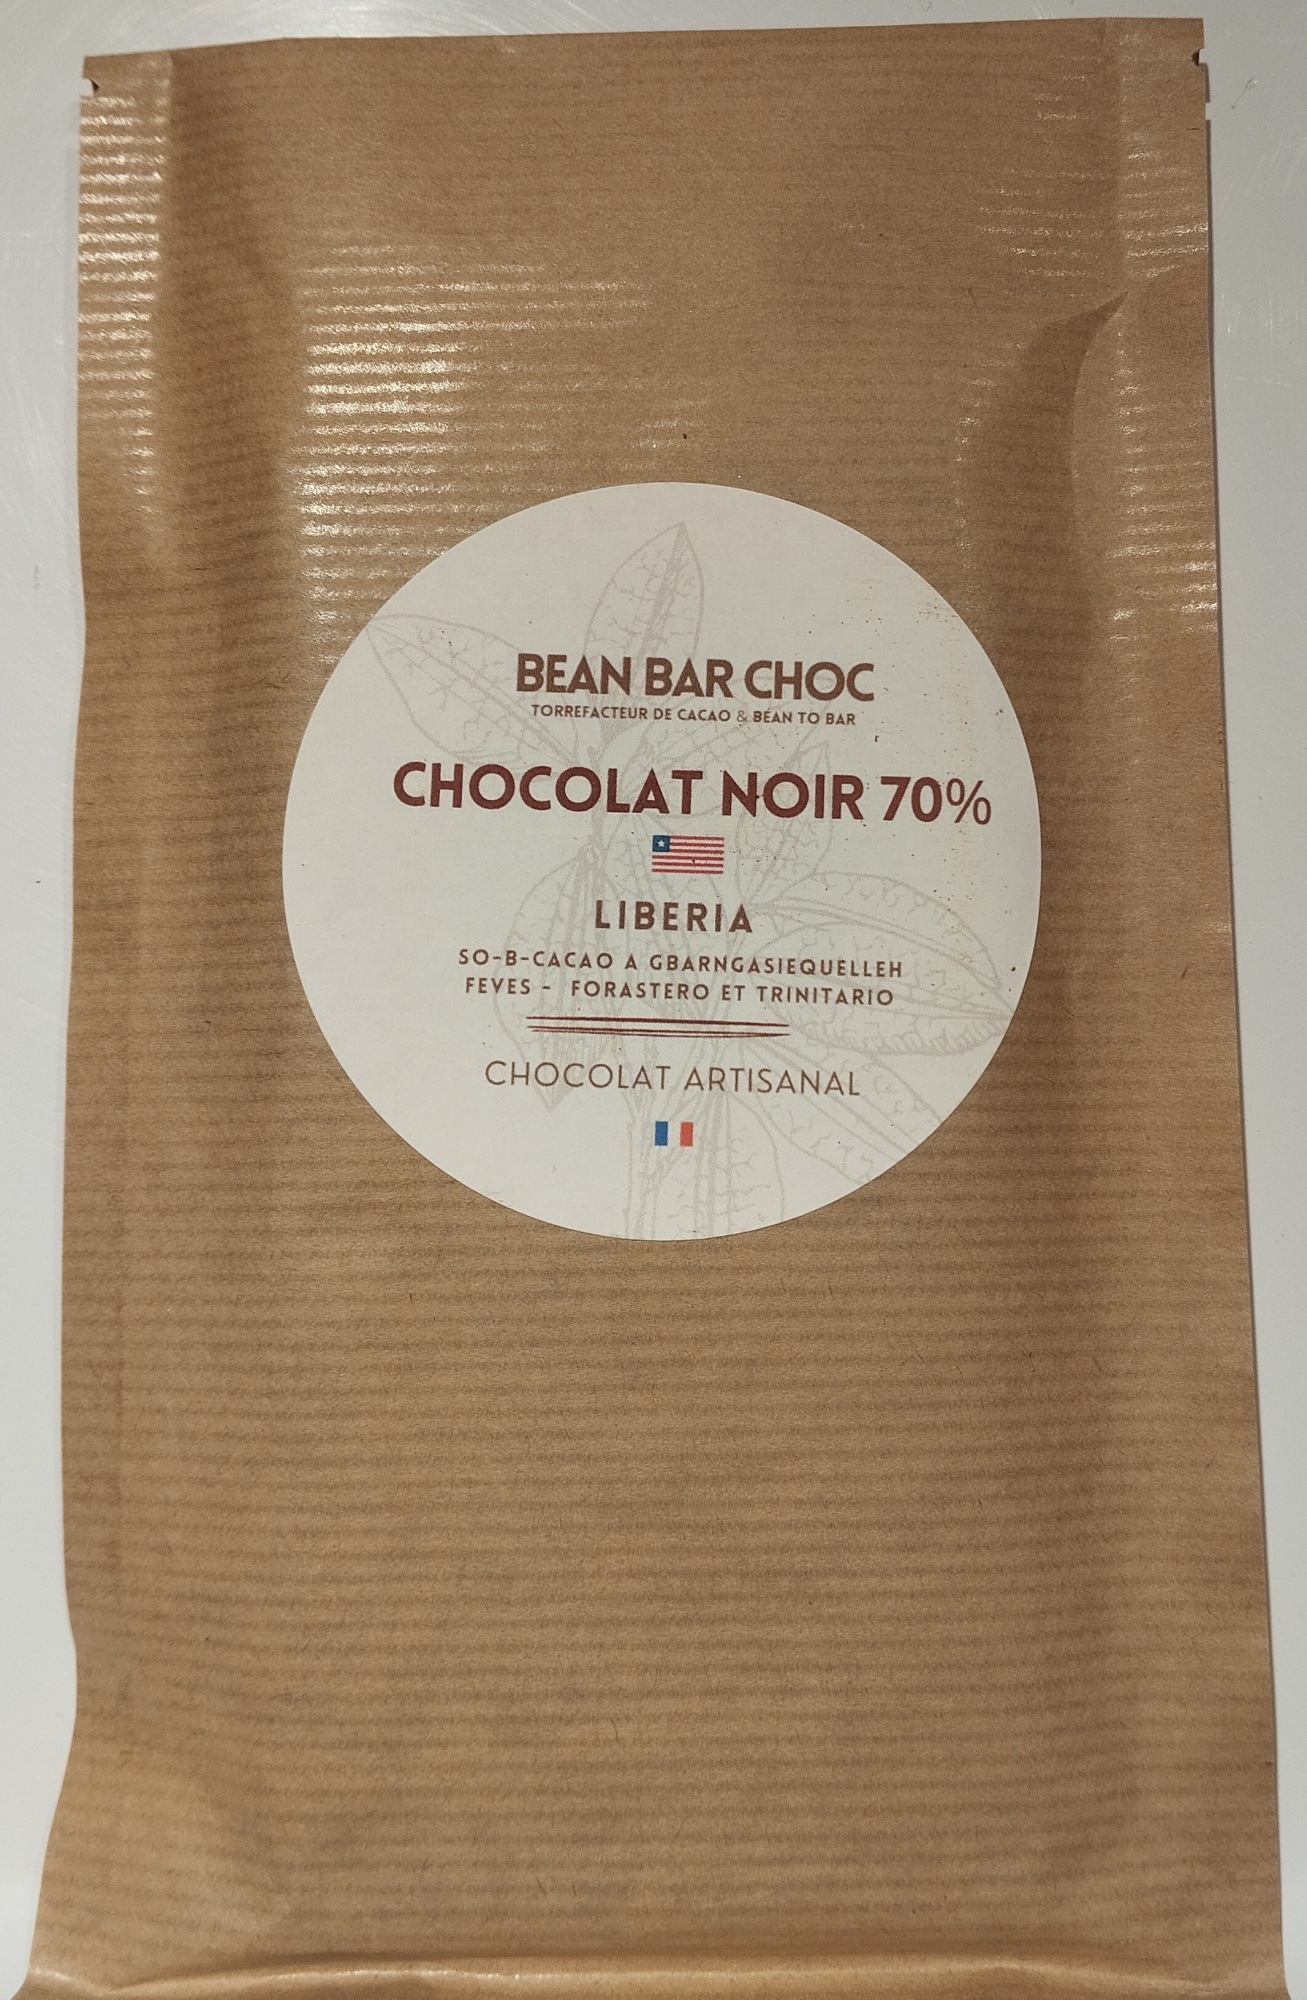 BEAN BAR CHOC
TORREFACTEUR DE CACAO & BEAN TO BAR
CHOCOLAT NOIR 70%
LIBERIA
SO-B-CACAO A GBARNGASIEQUELLEH
FEVES - FORASTERO ET TRINITARIO
CHOCOLAT ARTISANAL